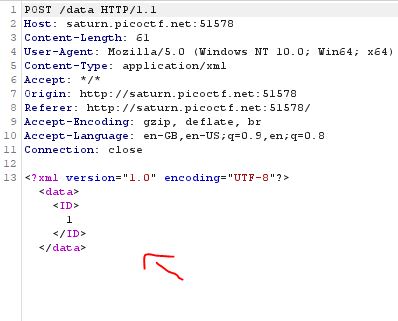 1 POST /data HTTP/1.1
2 Host: saturn.picoctf.net:51578
3 Content-Length: 61
4 User-Agent: Mozilla/5.0 (Windows NT 10.0; Win64; x64)
5 Content-Type: application/xml
6 Accept: */*
7 Origin: http://saturn.picoctf.net:51578
8 Referer: http://saturn.picoctf.net:51578/
9 Accept-Encoding: gzip, deflate, br
10 Accept-Language: en-GB,en-US;q=0.9,en;q=0.8
11 Connection: close
12
13 <?xml version="1.0" encoding="UTF-8"?>
<data>
<ID>
1
</ID>
</data>